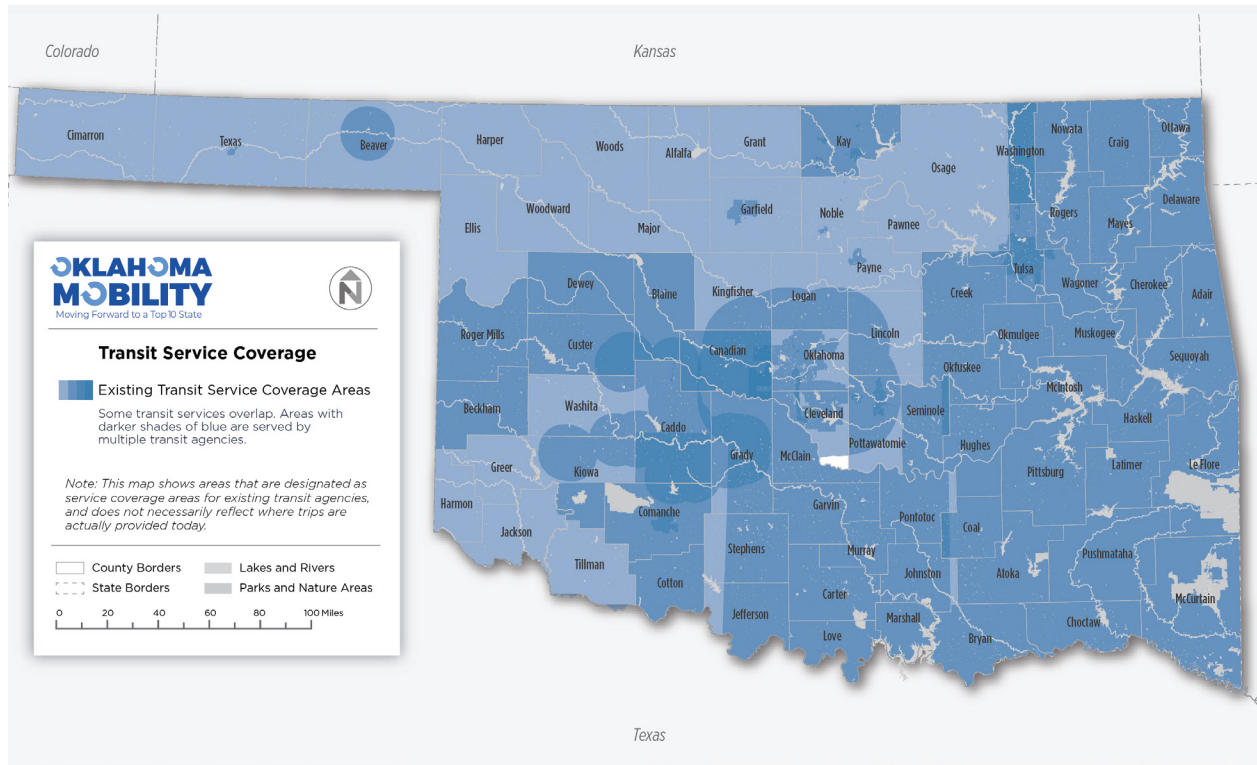 Colorado
Kansas
Cimarron
Texas
Beaver
Harper
Woods
Alfalfa
Grant
Kay
Osage
Washington
Nowata
Craig
Ottawa
Ellis
Woodward
Major
Garfield
Noble
Pawnee
Rogers
Mayes
Delaware
Dewey
Blaine
Kingfisher
Logan
Payne
Creek
Tulsa
Wagoner
Cherokee
Adair
Roger Mills
Custer
Canadian
Oklahoma
Lincoln
Okfuskee
Okmulgee
Muskogee
Sequoyah
Beckham
Washita
Caddo
Grady
Cleveland
McClain
Pottawatomie
Seminole
Hughes
McIntosh
Haskell
Pittsburg
Latimer
Le Flore
Greer
Kiowa
Harmon
Jackson
Comanche
Tillman
Cotton
Stephens
Jefferson
Garvin
Murray
Carter
Love
Pontotoc
Johnston
Marshall
Coal
Atoka
Bryan
Pushmataha
Choctaw
McCurtain
Texas
OKLAHOMA
MOBILITY
Moving Forward to a Top 10 State
N
Transit Service Coverage
Existing Transit Service Coverage Areas
Some transit services overlap. Areas with
darker shades of blue are served by
multiple transit agencies.
Note: This map shows areas that are designated as
service coverage areas for existing transit agencies,
and does not necessarily reflect where trips are
actually provided today.
County Borders
Lakes and Rivers
State Borders
Parks and Nature Areas
0 20 40 60 80 100 Miles